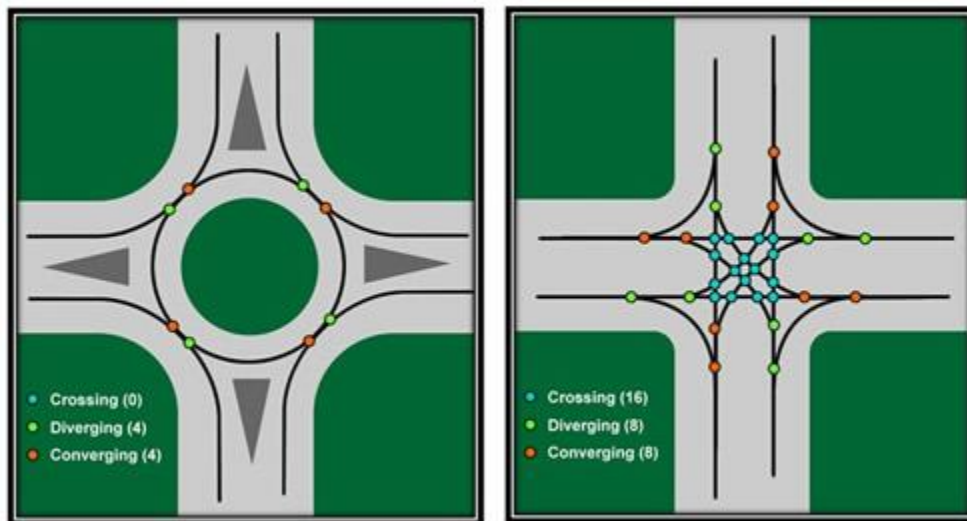 Crossing (0)
Diverging (4)
Converging (4)
Crossing (16)
Diverging (8)
Converging (8)